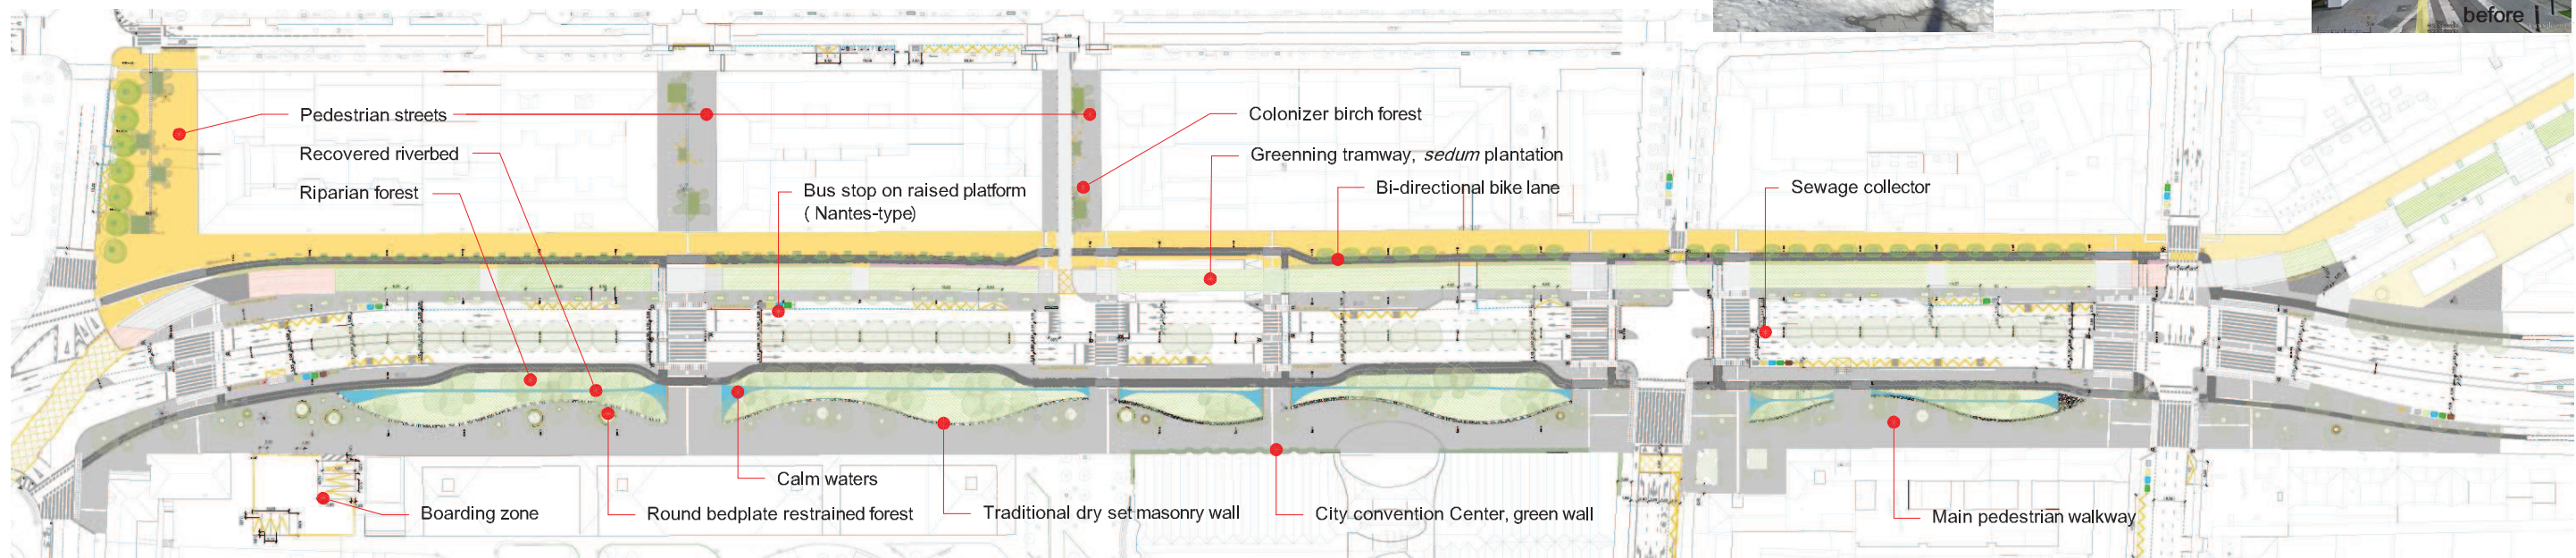 before
Pedestrian streets
Colonizer birch forest
Recovered riverbed
Greenning tramway, sedum plantation
Riparian forest
Bus stop on raised platform
( Nantes-type)
Bi-directional bike lane
Sewage collector
Calm waters
Boarding zone
Round bedplate restrained forest
Traditional dry set masonry wall
City convention Center, green wall
Main pedestrian walkway